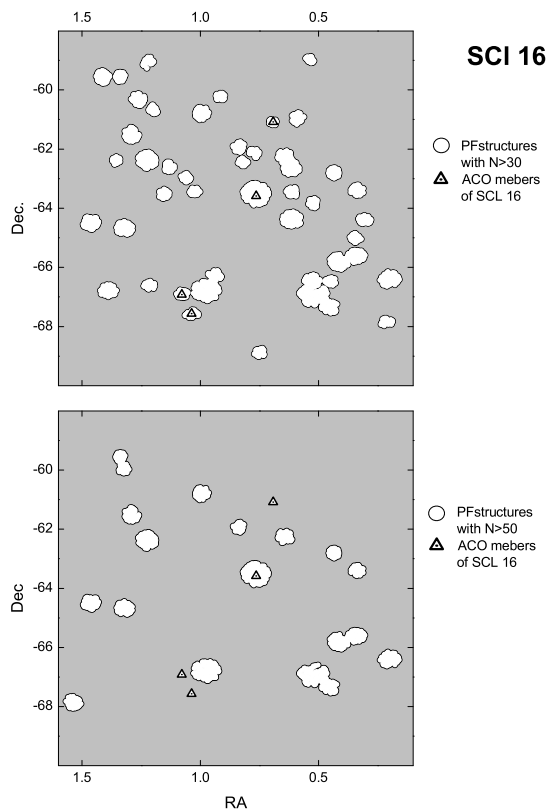 1.5 1.0 0.5
SCl 16
-60
-62
-64
-66
-68
Dec.
PFstructures
with N>30
ACO mebers
of SCL 16
-60
-62
-64
-66
-68
Dec
PFstructures
with N>50
ACO mebers
of SCL 16
1.5 1.0 0.5
RA